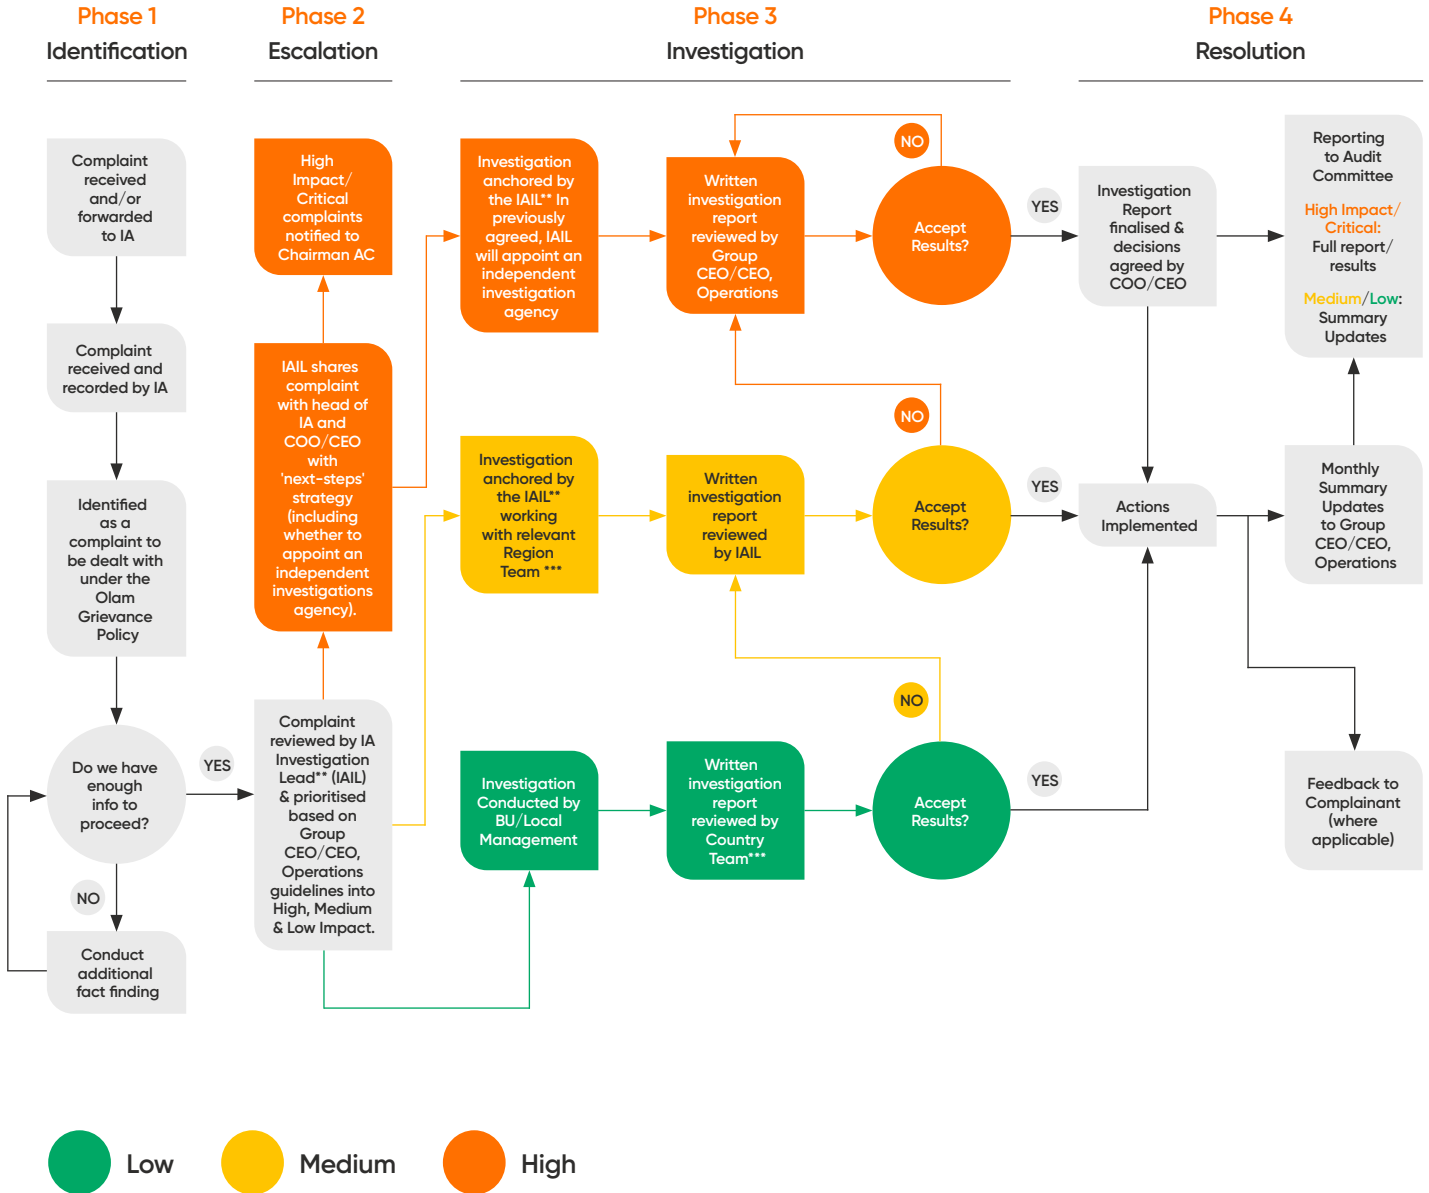 Phase 1
Identification
Phase 2
Escalation
Phase 3
Investigation
Phase 4
Resolution
Complaint
received
and/or
forwarded
to IA
Complaint
received and
recorded by IA
Identified
as a
complaint to
be dealt with
under the
Olam
Grievance
Policy
Do we have
enough
info to
proceed?
YES
NO
Conduct
additional
fact finding
High
Impact/
Critical
complaints
notified to
Chairman AC
IAIL shares
complaint
with head of
IA and
COO/CEO
with
'next-steps'
strategy
(including
whether to
appoint an
independent
investigations
agency).
Complaint
reviewed by IA
Investigation
Lead** (IAIL)
& prioritised
based on
Group
CEO/CEO,
Operations
guidelines into
High, Medium
& Low Impact.
Investigation
anchored by
the IAIL** In
previously
agreed, IAIL
will appoint an
independent
investigation
agency
Written
investigation
report
reviewed by
Group
CEO/CEO,
Operations
NO
Accept
Results?
YES
Investigation
anchored by
the IAIL**
working
with relevant
Region
Team ***
Written
investigation
report
reviewed
by IAIL
NO
Accept
Results?
YES
Investigation
Conducted by
BU/Local
Management
Written
investigation
report
reviewed by
Country
Team***
NO
Accept
Results?
YES
Investigation
Report
finalised &
decisions
agreed by
COO/CEO
Actions
Implemented
Reporting
to Audit
Committee
High Impact/
Critical:
Full report/
results
Medium/Low:
Summary
Updates
Monthly
Summary
Updates
to Group
CEO/CEO,
Operations
Feedback to
Complainant
(where
applicable)
Low
Medium
High